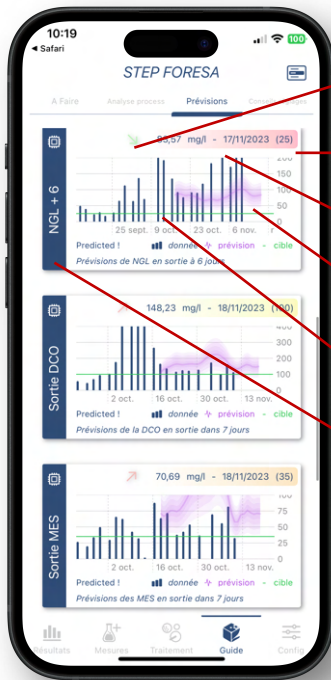 10:19
100
◀ Safari
STEP FORESA
A Faire Analyse process Prévisions
NGL + 6
mg/l - 17/11/2023 (25)
200
150
100
50
0
25 sept. 9 oct. 23 oct. 6 nov.
Predicted ! donnée prévision - cible
Prévisions de NGL en sortie à 6 jours
Sortie DCO
148,23 mg/l - 18/11/2023 (100)
400
300
200
100
0
2 oct. 16 oct. 30 oct. 13 nov.
Predicted ! donnée prévision - cible
Prévisions de la DCO en sortie dans 7 jours
Sortie MES
70,69 mg/l - 18/11/2023 (35)
100
75
50
25
0
2 oct. 16 oct. 30 oct. 13 nov.
Predicted ! donnée prévision - cible
Prévisions des MES en sortie dans 7 jours
Résultats Mesures Traitement Guide Config